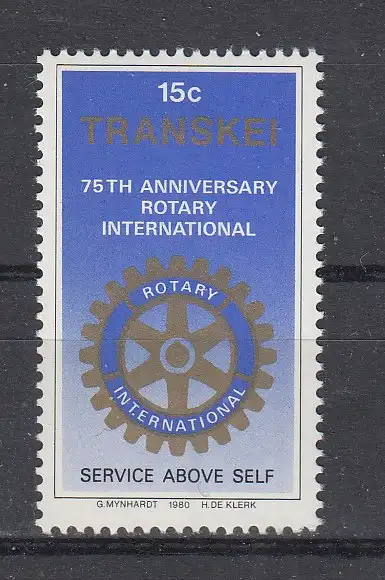 15c
TRANSKEI
75TH ANNIVERSARY
ROTARY
INTERNATIONAL
ROTARY
INTERNATIONAL
SERVICE ABOVE SELF
G.MYNHARDT 1980 H.DE KLERK